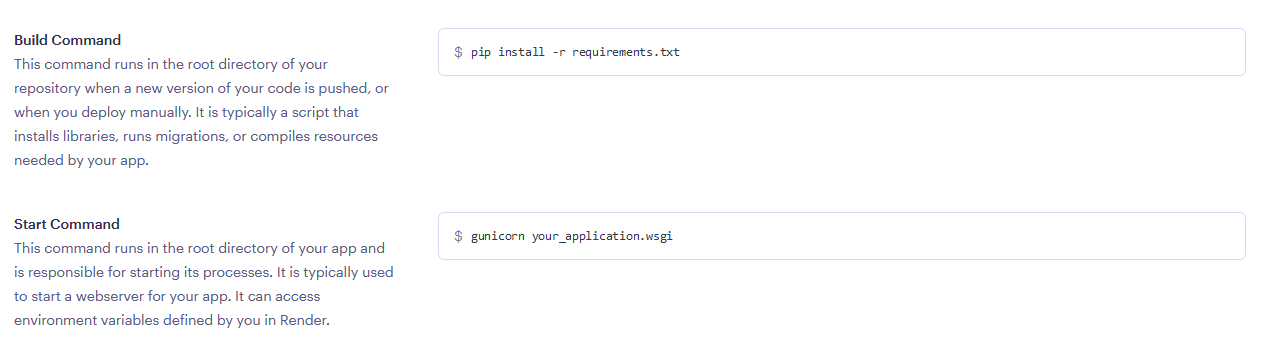 Build Command
This command runs in the root directory of your
repository when a new version of your code is pushed, or
when you deploy manually. It is typically a script that
installs libraries, runs migrations, or compiles resources
needed by your app.
$ pip install -r requirements.txt
Start Command
This command runs in the root directory of your app and
is responsible for starting its processes. It is typically used
to start a webserver for your app. It can access
environment variables defined by you in Render.
$ gunicorn your_application.wsgi